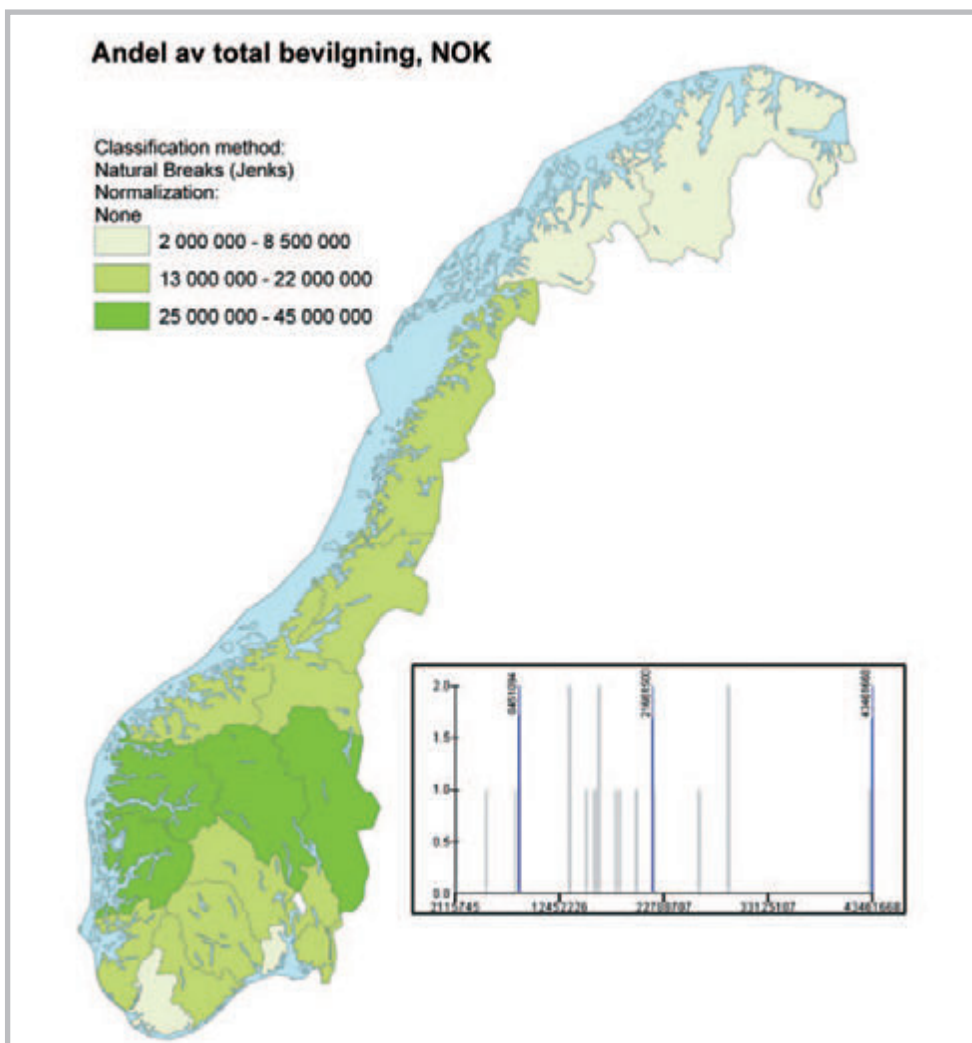 Andel av total bevilgning, NOK
Classification method:
Natural Breaks (Jenks)
Normalization:
None
2 000 000 - 8 500 000
13 000 000 - 22 000 000
25 000 000 - 45 000 000
2.0
1.5
1.0
0.5
0.0
2115745
12452226
22788707
33125187
43461668